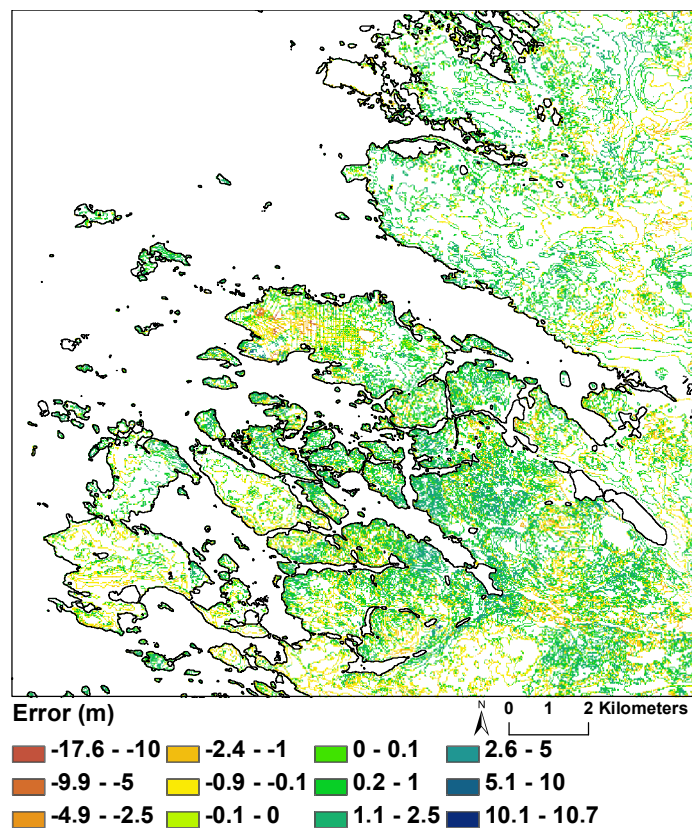 Error (m)
N
0 1 2 Kilometers
-17.6 - -10
-2.4 - -1
0 - 0.1
2.6 - 5
-9.9 - -5
-0.9 - -0.1
0.2 - 1
5.1 - 10
-4.9 - -2.5
-0.1 - 0
1.1 - 2.5
10.1 - 10.7